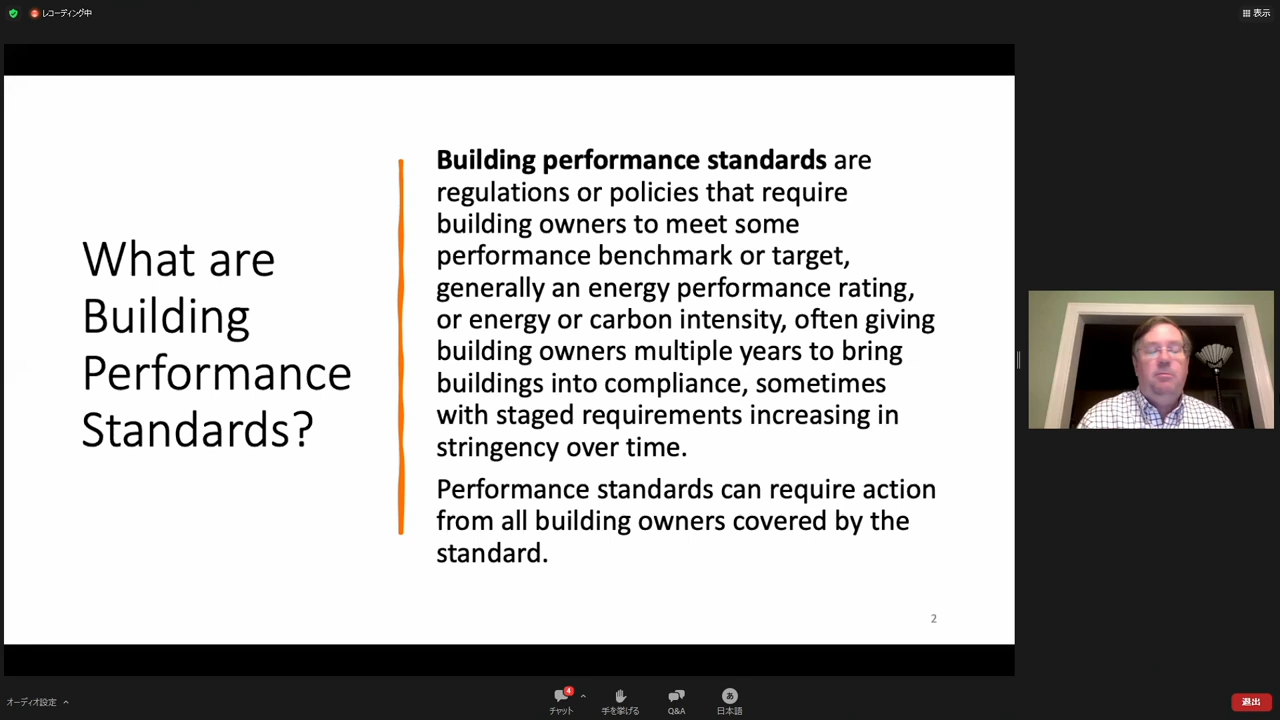 レコーディング中
表示
What are
Building
Performance
Standards?
Building performance standards are
regulations or policies that require
building owners to meet some
performance benchmark or target,
generally an energy performance rating,
or energy or carbon intensity, often giving
building owners multiple years to bring
buildings into compliance, sometimes
with staged requirements increasing in
stringency over time.
Performance standards can require action
from all building owners covered by the
standard.
2
オーディオ設定
4
チャット
手を挙げる
Q&A
あ
日本語
退出